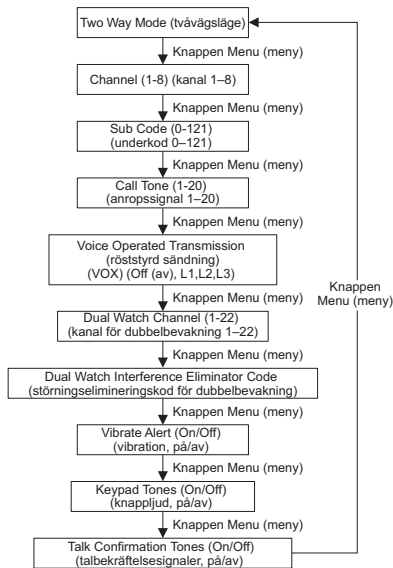 Two Way Mode (tvåvägsläge)
Knappen Menu (meny)
Channel (1-8) (kanal 1–8)
Knappen Menu (meny)
Sub Code (0-121)
(underkod 0–121)
Knappen Menu (meny)
Call Tone (1-20)
(anropssignal 1–20)
Knappen Menu (meny)
Voice Operated Transmission
(röststyrd sändning)
(VOX) (Off (av), L1,L2,L3)
Knappen Menu (meny)
Dual Watch Channel (1-22)
(kanal för dubbelbevakning 1–22)
Knappen Menu (meny)
Dual Watch Interference Eliminator Code
(störningselimineringskod för dubbelbevakning)
Knappen Menu (meny)
Vibrate Alert (On/Off)
(vibration, på/av)
Knappen Menu (meny)
Keypad Tones (On/Off)
(knappljud, på/av)
Knappen Menu (meny)
Talk Confirmation Tones (On/Off)
(talbekräftelsesignaler, på/av)
Knappen
Menu (meny)